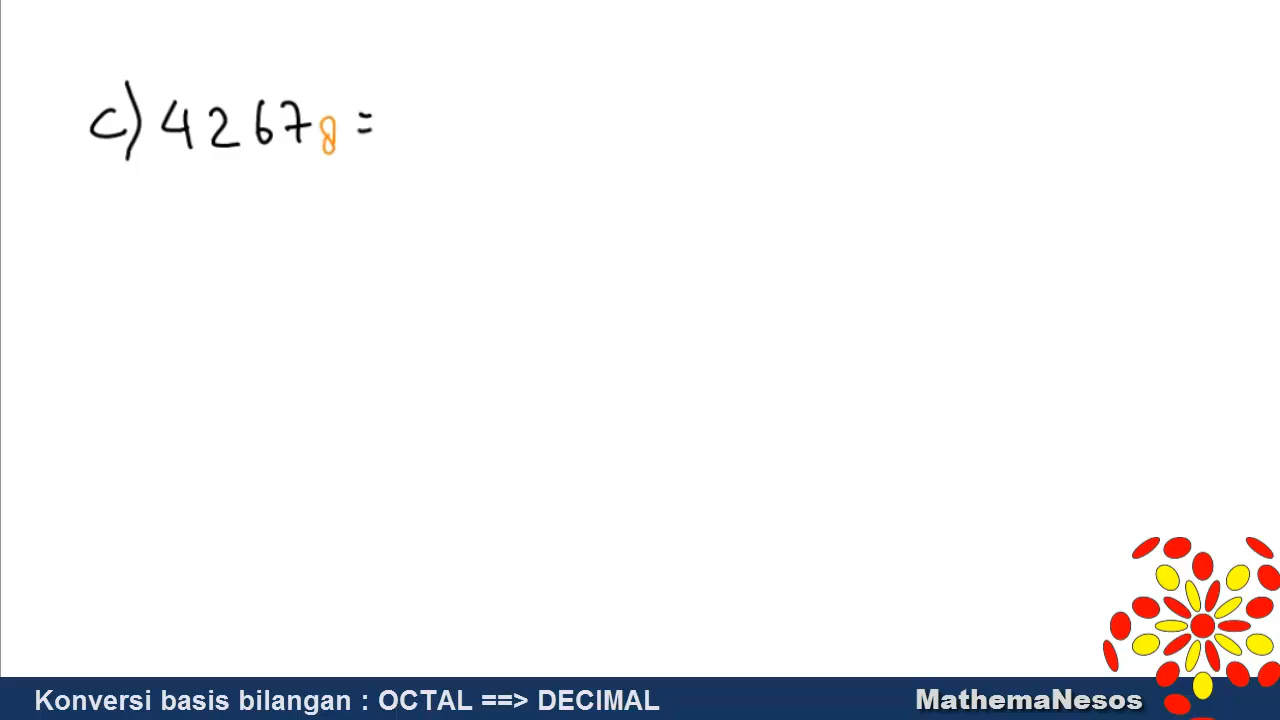 c) 4267₈ =
Konversi basis bilangan : OCTAL ==> DECIMAL
MathemaNesos